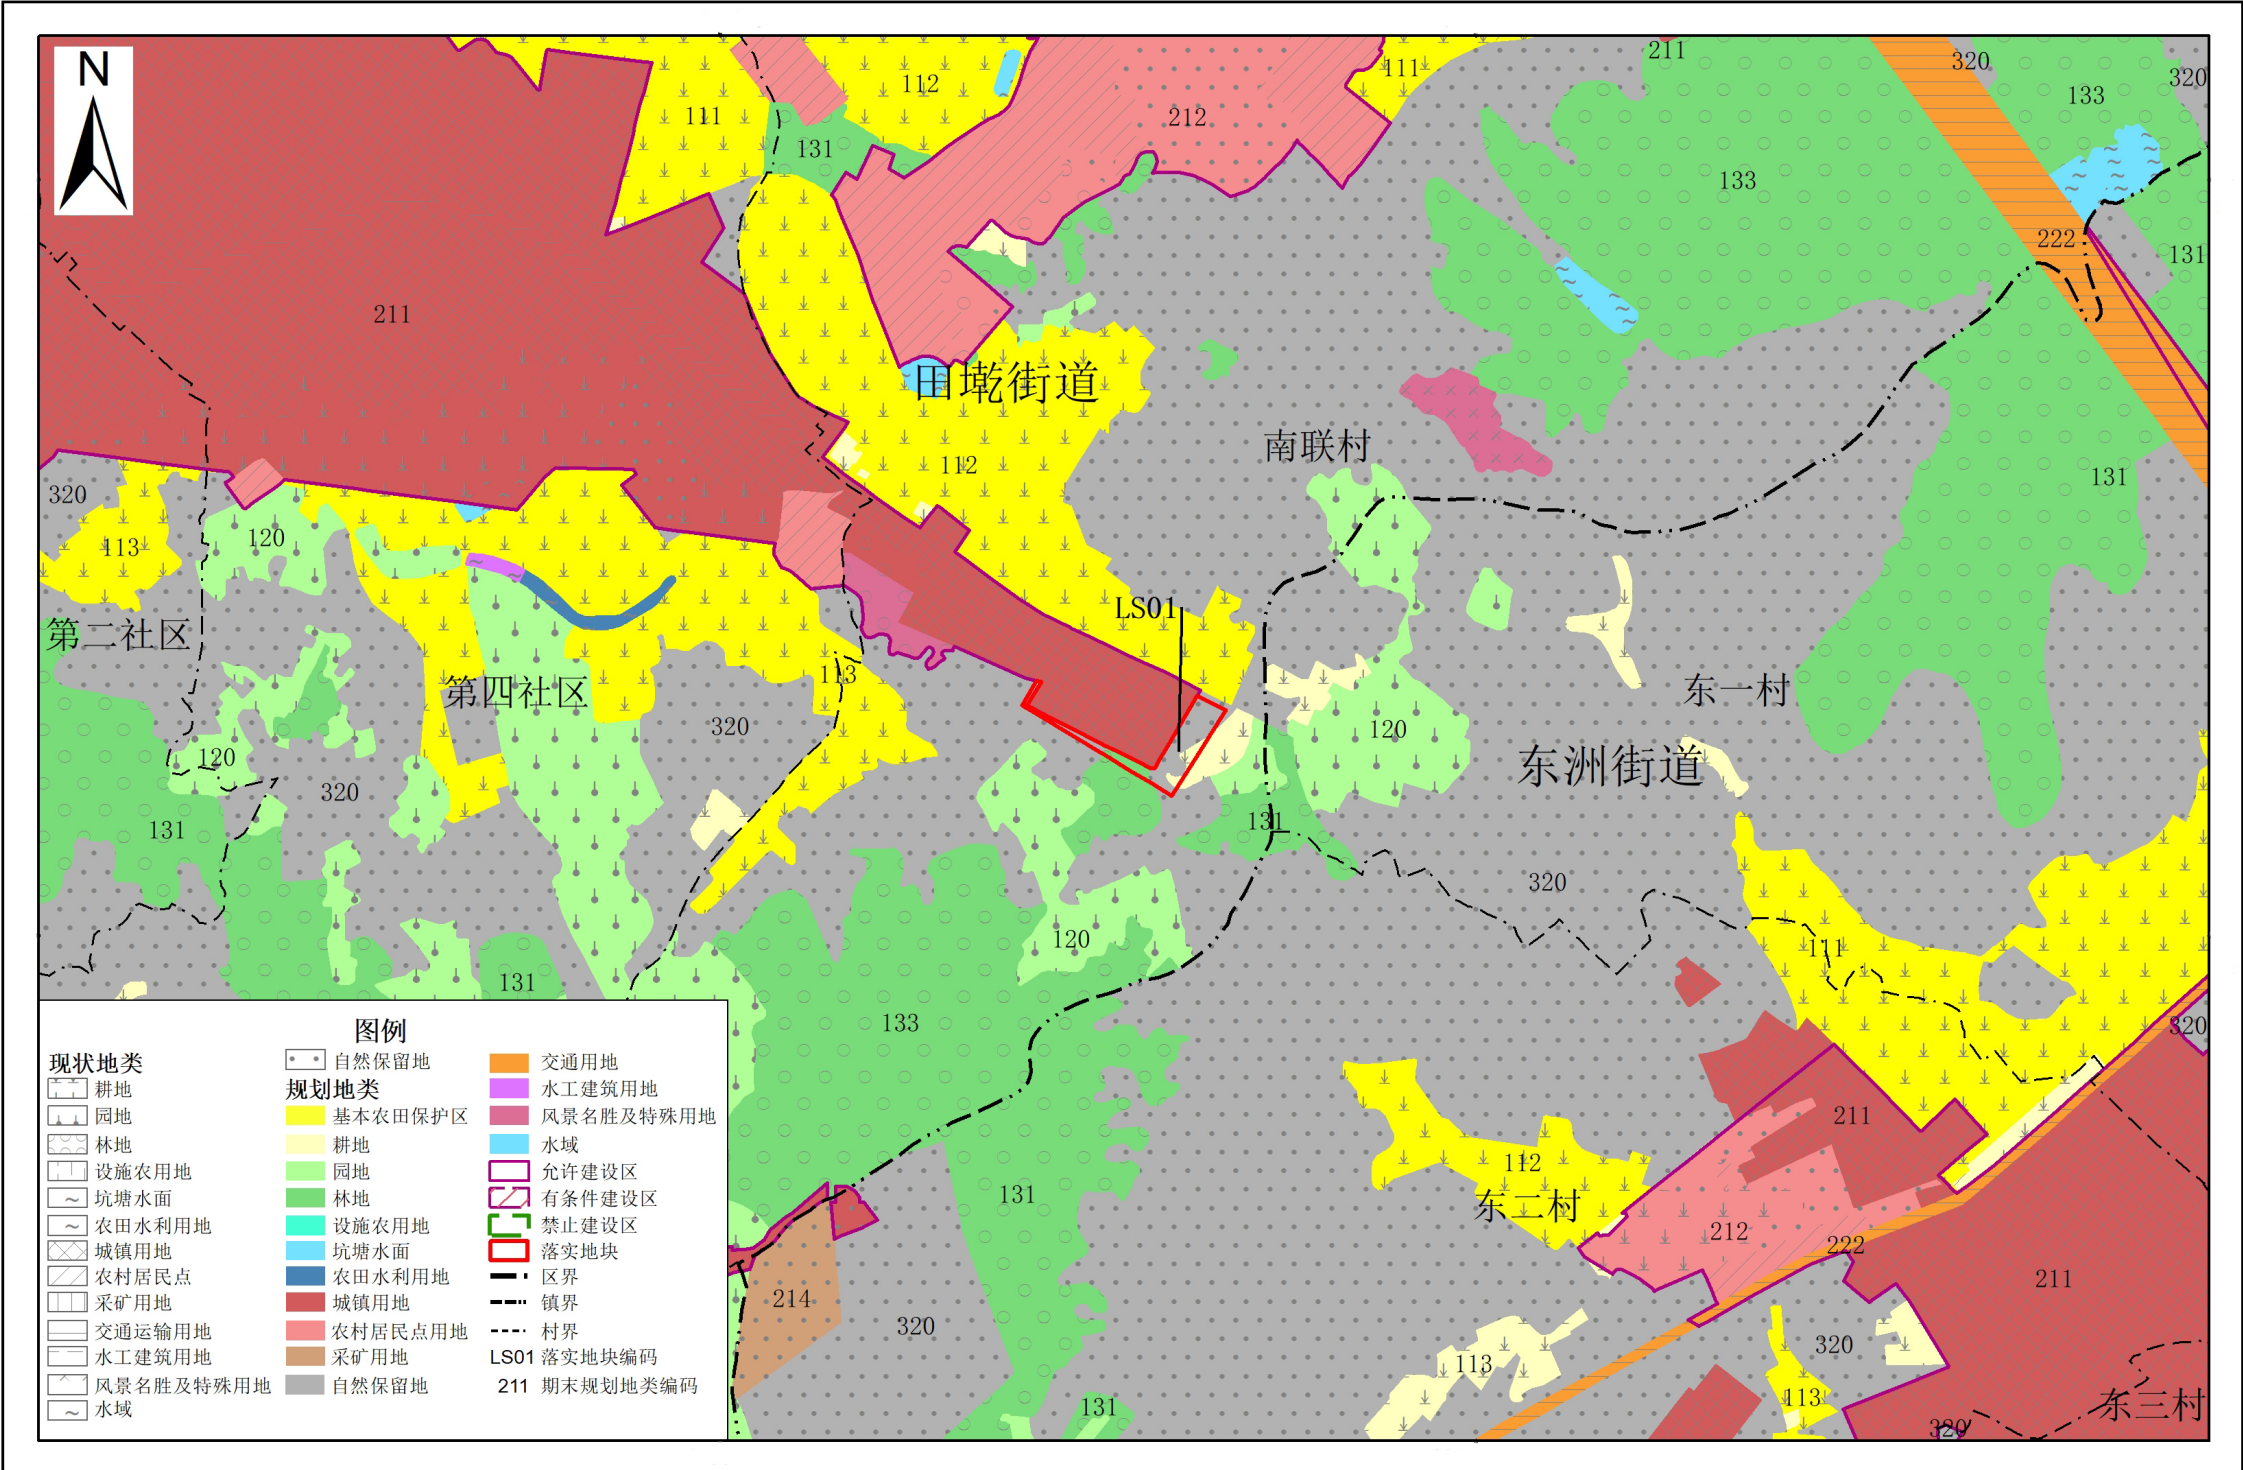 N
211
320
320
111
112
111
212
131
133
133
222
131
211
田墘街道
南联村
112
131
320
113
120
LS01
第二社区
第四社区
113
320
120
东一村
东洲街道
120
320
131
131
320
120
111
131
133
320
211
112
东二村
131
212
222
211
214
320
320
113
113
131
东三村
320
图例
现状地类
耕地
园地
林地
设施农用地
坑塘水面
农田水利用地
城镇用地
农村居民点
采矿用地
交通运输用地
水工建筑用地
风景名胜及特殊用地
水域
自然保留地
规划地类
基本农田保护区
耕地
园地
林地
设施农用地
坑塘水面
农田水利用地
城镇用地
农村居民点用地
采矿用地
自然保留地
交通用地
水工建筑用地
风景名胜及特殊用地
水域
允许建设区
有条件建设区
禁止建设区
落实地块
区界
镇界
村界
LS01 落实地块编码
211 期末规划地类编码